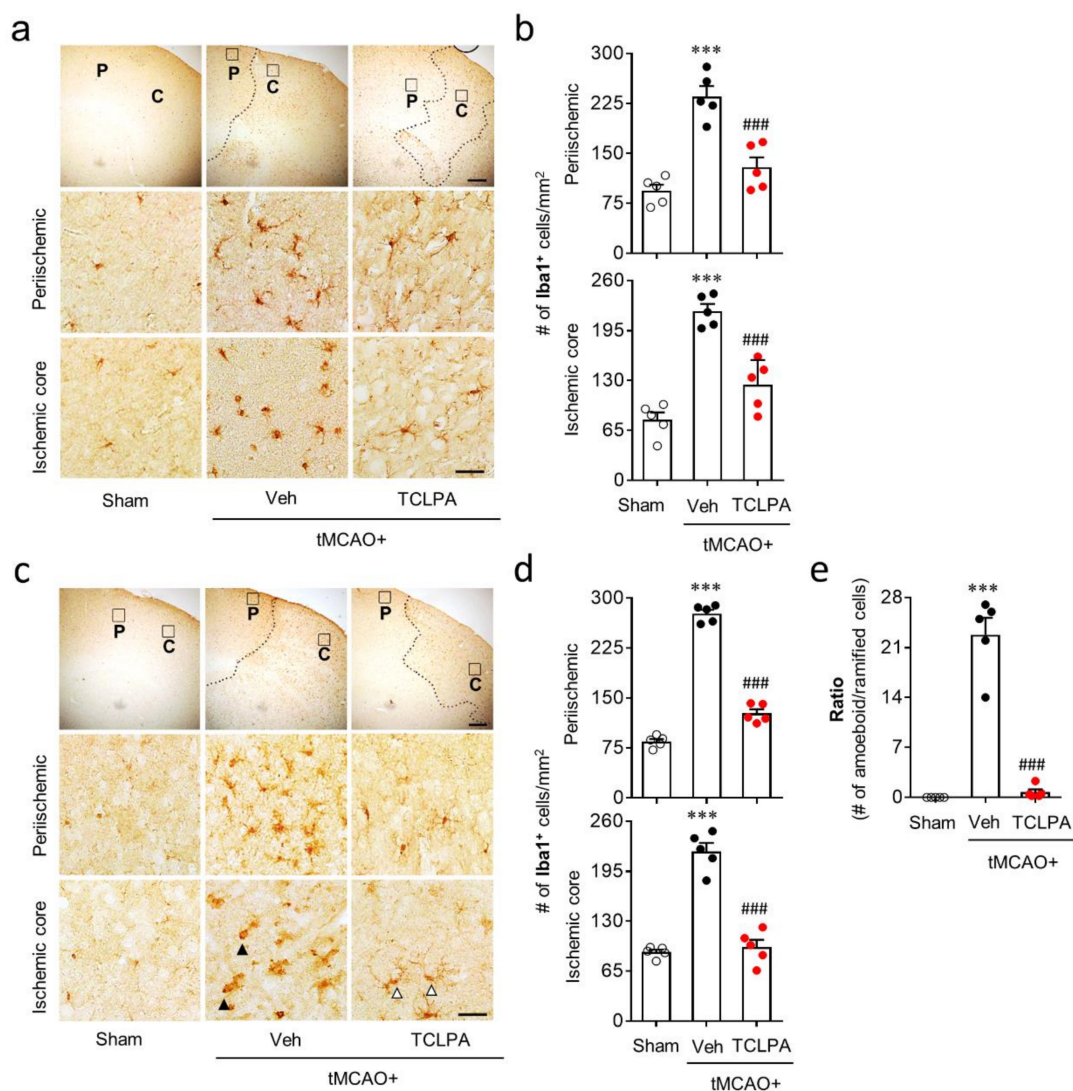 a
P
C
P
C
P
C
Periischemic
Ischemic core
Sham
Veh
TCLPA
tMCAO+
b
# of Iba1⁺ cells/mm²
Periischemic
300
225
150
75
0
***
###
Ischemic core
260
195
130
65
0
***
###
Sham
Veh
TCLPA
tMCAO+
c
P
C
P
C
P
C
Periischemic
Ischemic core
Sham
Veh
TCLPA
tMCAO+
d
# of Iba1⁺ cells/mm²
Periischemic
300
225
150
75
0
***
###
Ischemic core
260
195
130
65
0
***
###
Sham
Veh
TCLPA
tMCAO+
e
Ratio
(# of amoeboid/ramified cells)
28
21
14
7
0
***
###
Sham
Veh
TCLPA
tMCAO+